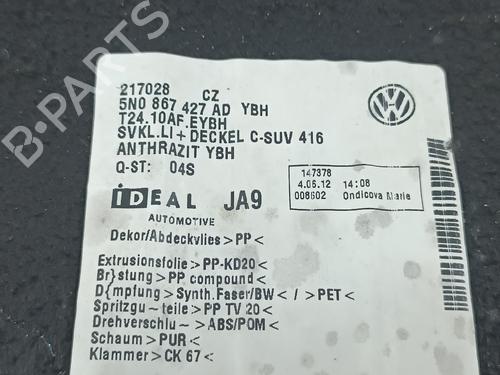 B-PARTS
217028 CZ
5N0 867 427 AD YBH
T24.10AF.EYBH
SVKL.LI+DECKEL C-SUV 416
ANTHRAZIT YBH
Q-ST: 04S
147378
4.06.12 14:08
008602 Ondicova Marie
iDEAL JA9
AUTOMOTIVE
Dekor/Abdeckvlies>PP<
Extrusionsfolie>PP-KD20<
Br}stung>PP compound<
D{mpfung>Synth.Faser/BW</>PET<
Spritzgu~teile>PP TV 20<
Drehverschlu~>ABS/POM<
Schaum>PUR<
Klammer>CK 67<